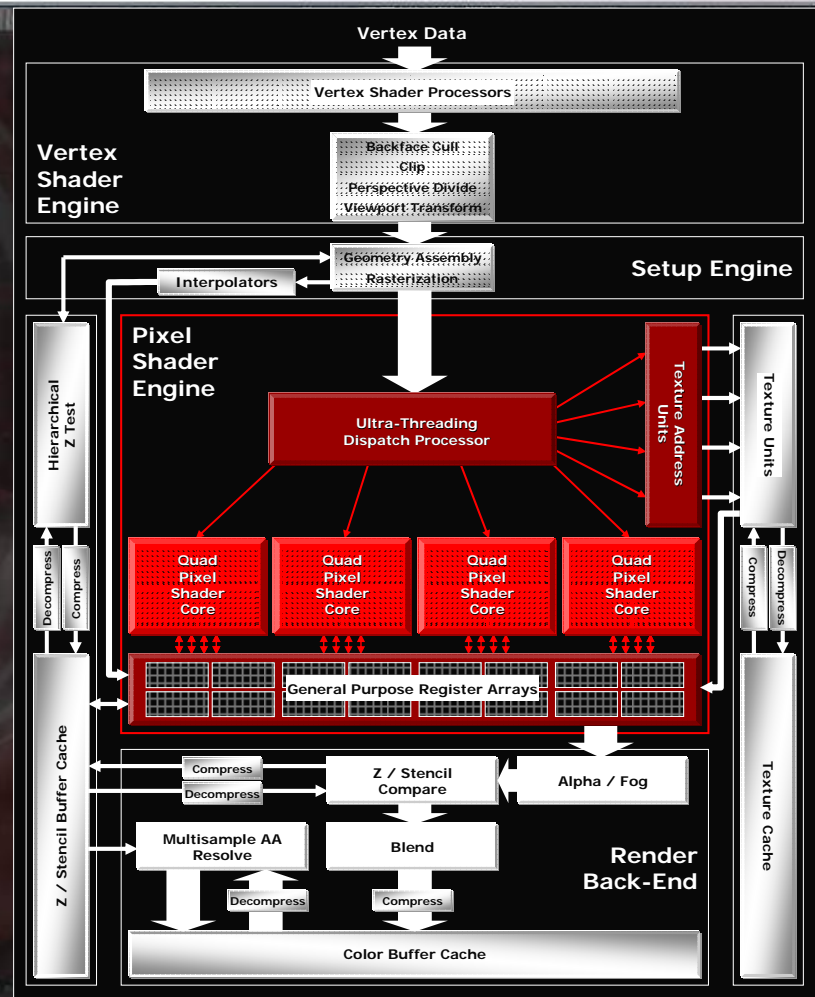 Vertex Data
Vertex Shader Processors
Vertex
Shader
Engine
Backface Cull
Clip
Perspective Divide
Viewport Transform
Geometry Assembly
Rasterization
Setup Engine
Interpolators
Hierarchical
Z Test
Pixel
Shader
Engine
Ultra-Threading
Dispatch Processor
Texture Address
Units
Texture Units
Quad
Pixel
Shader
Core
Quad
Pixel
Shader
Core
Quad
Pixel
Shader
Core
Quad
Pixel
Shader
Core
Decompress
Compress
Compress
Decompress
General Purpose Register Arrays
Z / Stencil Buffer Cache
Compress
Decompress
Z / Stencil
Compare
Alpha / Fog
Texture Cache
Multisample AA
Resolve
Blend
Render
Back-End
Decompress
Compress
Color Buffer Cache